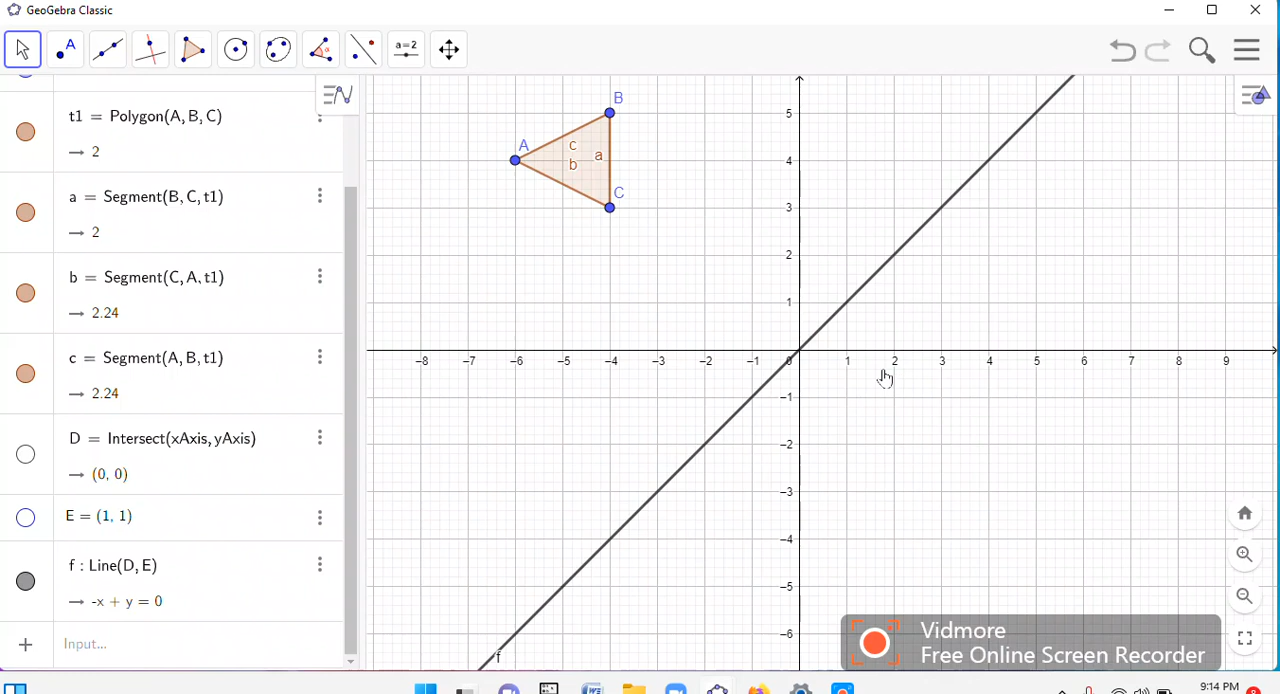 GeoGebra Classic
A
a=2
t1 = Polygon(A, B, C)
→ 2
a = Segment(B, C, t1)
→ 2
b = Segment(C, A, t1)
→ 2.24
c = Segment(A, B, t1)
→ 2.24
D = Intersect(xAxis, yAxis)
→ (0, 0)
E = (1, 1)
f : Line(D, E)
→ -x + y = 0
+ Input...
B
A
c
b
a
C
5
4
3
2
1
−8 −7 −6 −5 −4 −3 −2 −1 0 1 2 3 4 5 6 7 8 9
−1
−2
−3
−4
−5
−6
f
Vidmore
Free Online Screen Recorder
9:14 PM